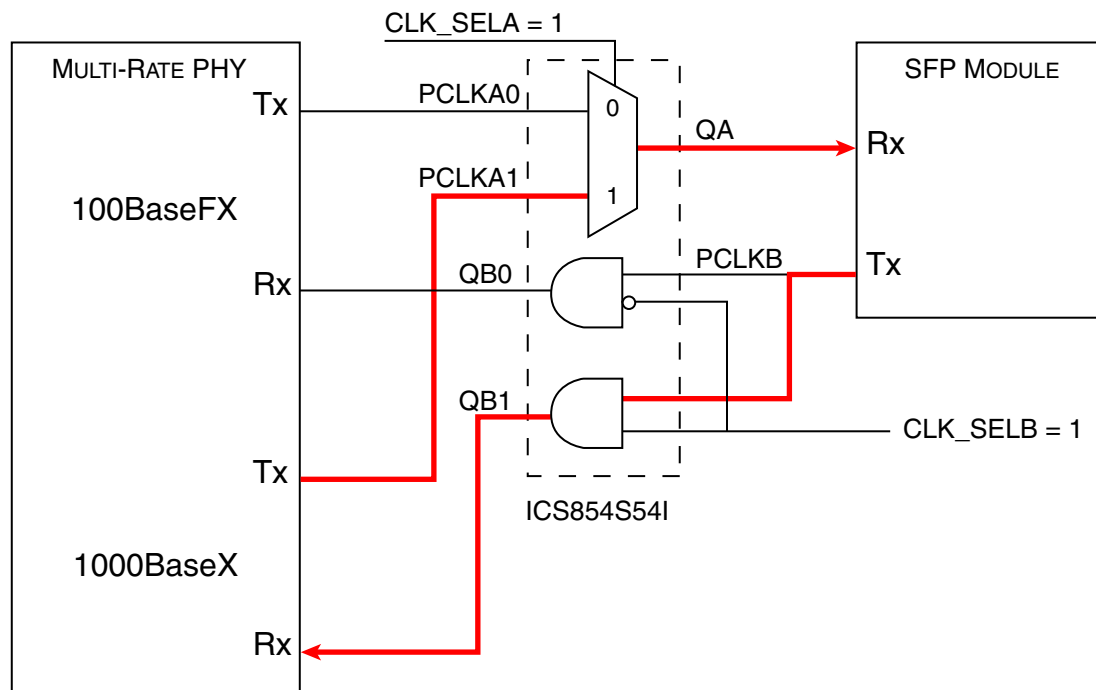 CLK_SELA = 1
MULTI-RATE PHY
SFP MODULE
Tx
PCLKA0
0
QA
Rx
PCLKA1
1
100BaseFX
PCLKB
Tx
Rx
QB0
QB1
CLK_SELB = 1
Tx
ICS854S54I
1000BaseX
Rx